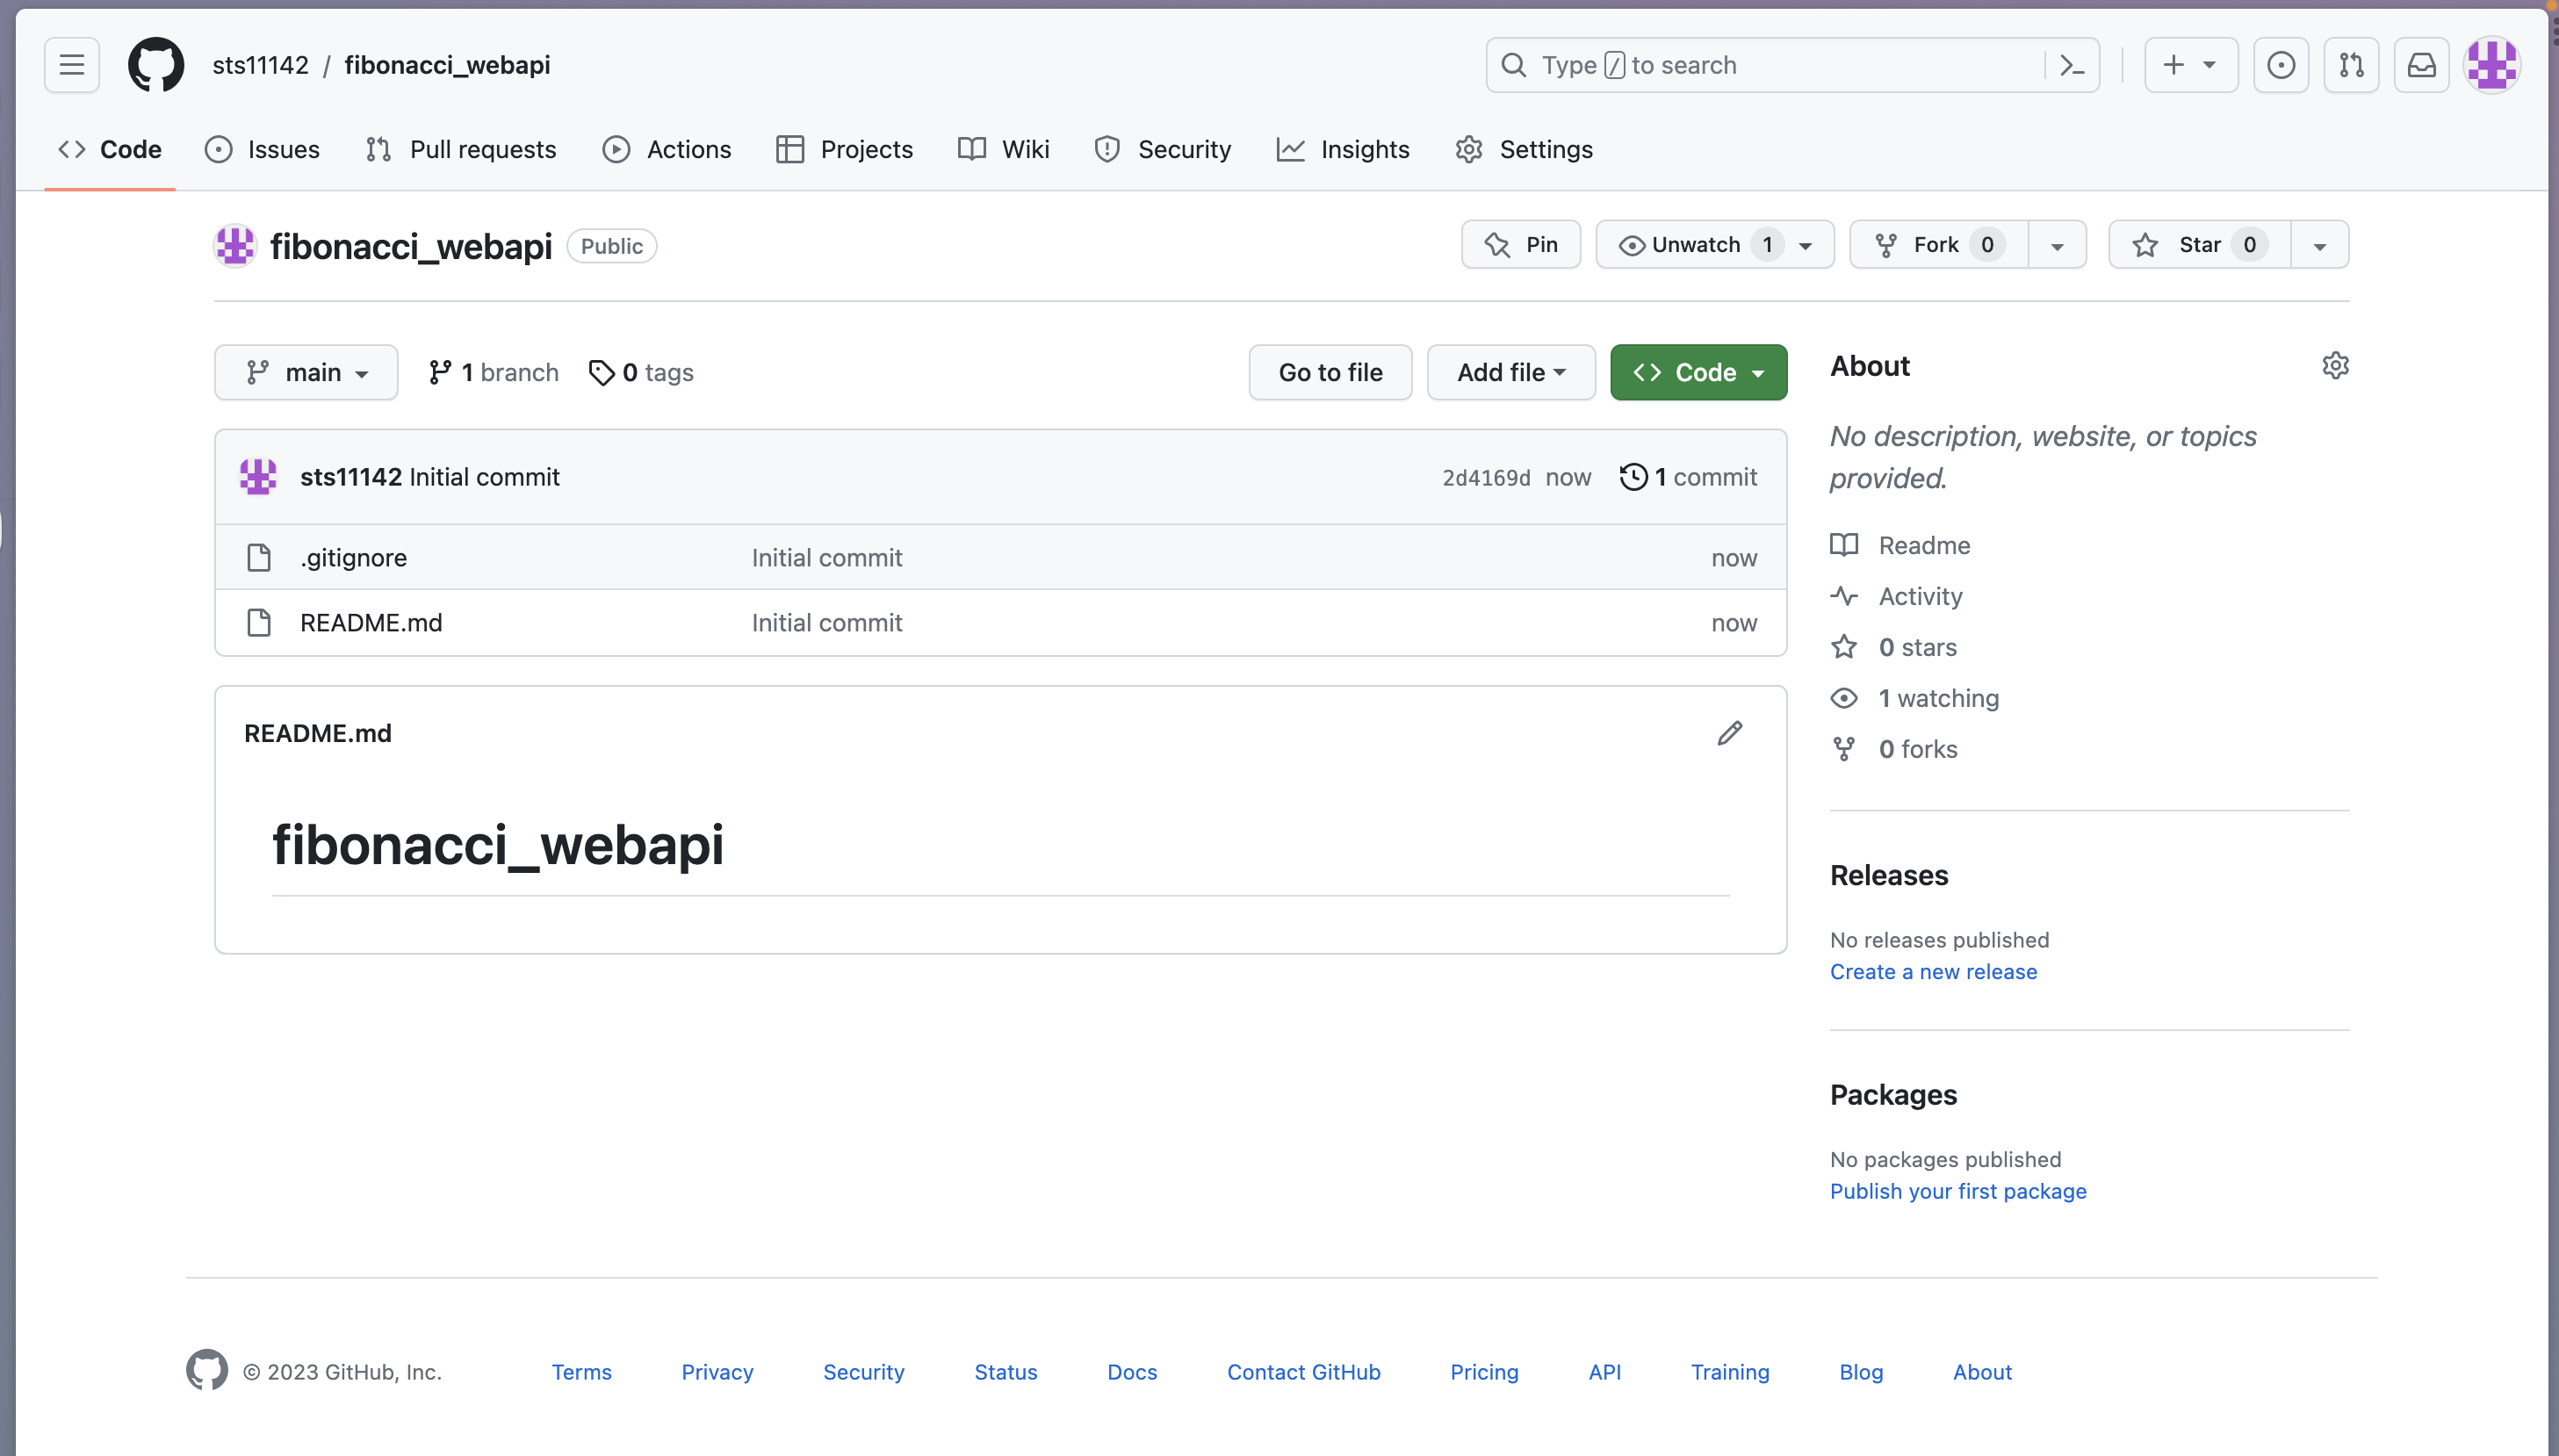 sts11142 / fibonacci_webapi
Type / to search
Code Issues Pull requests Actions Projects Wiki Security Insights Settings
fibonacci_webapi Public
Pin Unwatch 1 Fork 0 Star 0
main 1 branch 0 tags
Go to file Add file Code
sts11142 Initial commit 2d4169d now 1 commit
.gitignore Initial commit now
README.md Initial commit now
README.md
fibonacci_webapi
About
No description, website, or topics
provided.
Readme
Activity
0 stars
1 watching
0 forks
Releases
No releases published
Create a new release
Packages
No packages published
Publish your first package
© 2023 GitHub, Inc. Terms Privacy Security Status Docs Contact GitHub Pricing API Training Blog About